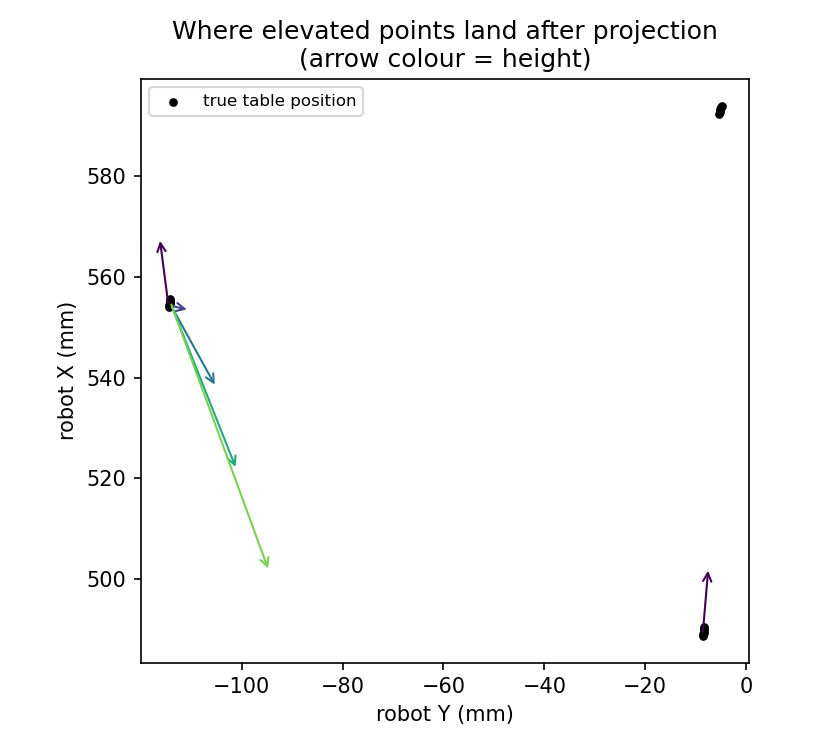 Where elevated points land after projection
(arrow colour = height)
true table position
580
560
540
520
500
robot X (mm)
−100
−80
−60
−40
−20
0
robot Y (mm)